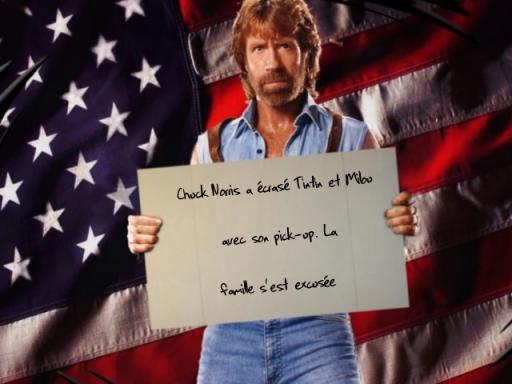 Chuck Norris a écrasé Tintin et Milou
avec son pick-up. La
famille s'est excusée